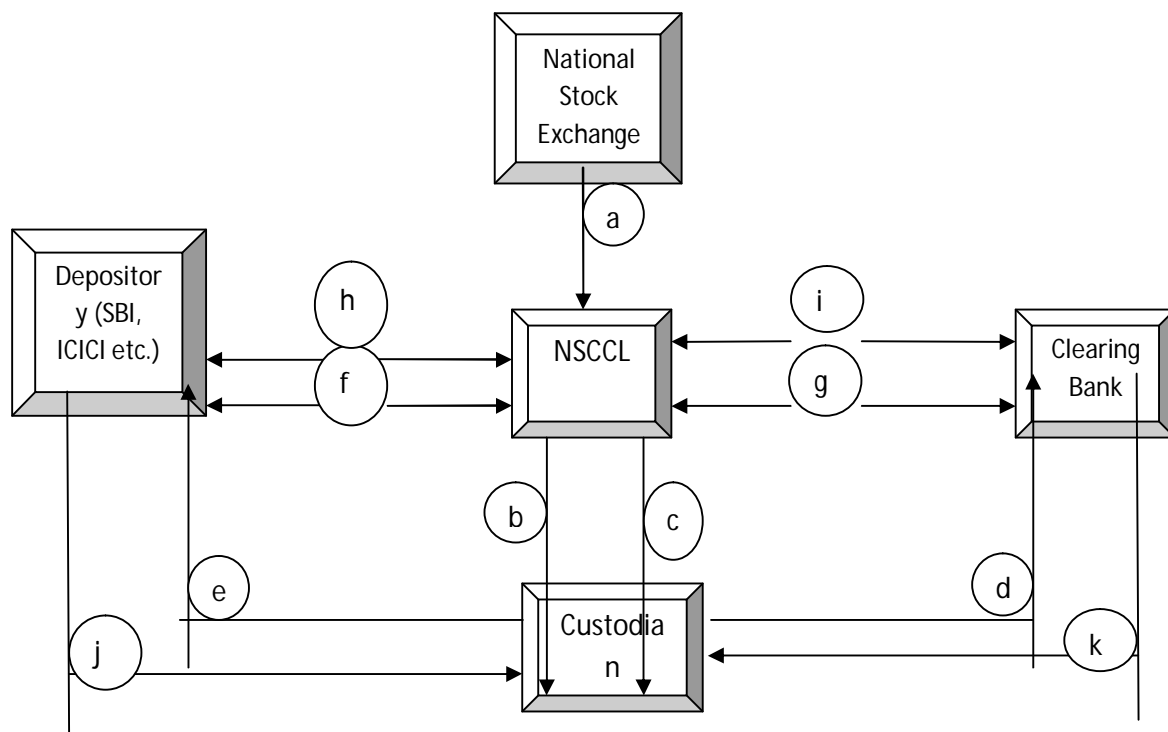 National
Stock
Exchange
a
Depositor
y (SBI,
ICICI etc.)
h
f
NSCCL
i
g
Clearing
Bank
b
c
e
d
Custodia
n
j
k